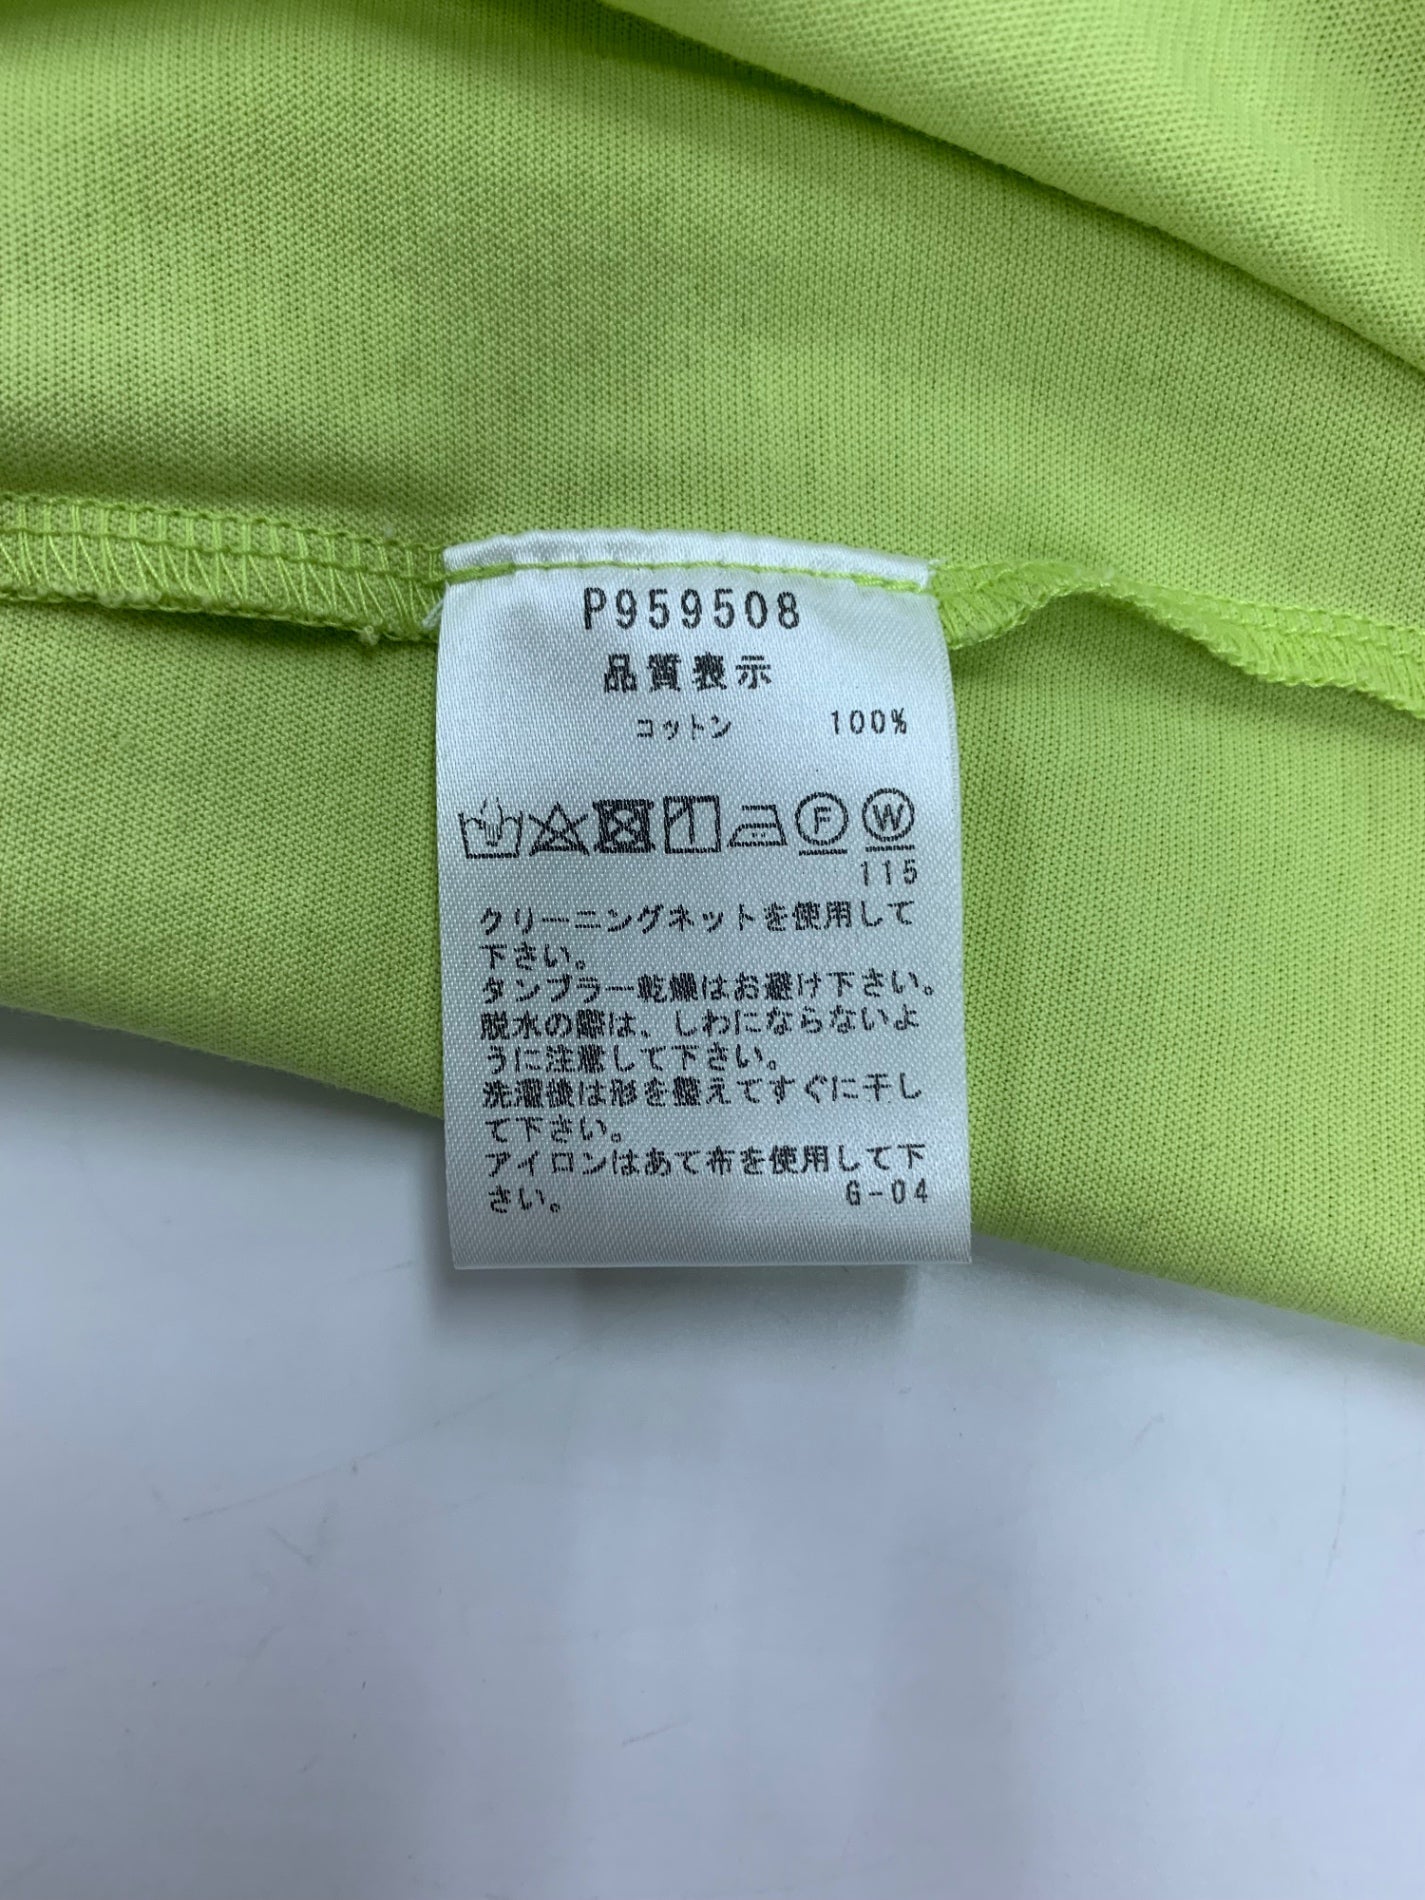 P959508
品質表示
コットン 100%
F W
115
クリーニングネットを使用して
下さい。
タンブラー乾燥はお避け下さい。
脱水の際は、しわにならないよ
うに注意して下さい。
洗濯後は形を整えてすぐに干し
て下さい。
アイロンはあて布を使用して下
さい。 G-04